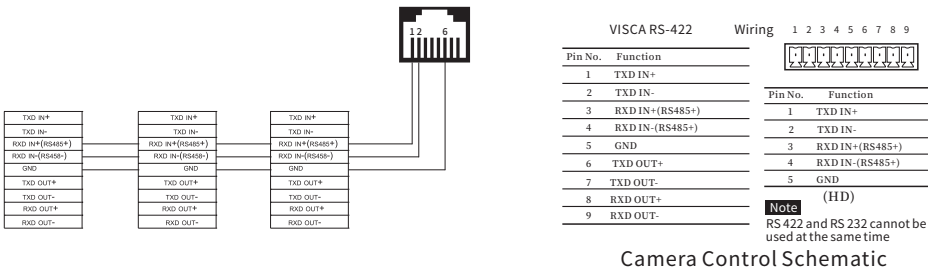 1 2 6
TXD IN+
TXD IN-
RXD IN+(RS485+)
RXD IN-(RS458-)
GND
TXD OUT+
TXD OUT-
RXD OUT+
RXD OUT-
TXD IN+
TXD IN-
RXD IN+(RS485+)
RXD IN-(RS458-)
GND
TXD OUT+
TXD OUT-
RXD OUT+
RXD OUT-
TXD IN+
TXD IN-
RXD IN+(RS485+)
RXD IN-(RS458-)
GND
TXD OUT+
TXD OUT-
RXD OUT+
RXD OUT-
VISCA RS-422
Pin No. Function
1 TXD IN+
2 TXD IN-
3 RXD IN+(RS485+)
4 RXD IN-(RS485+)
5 GND
6 TXD OUT+
7 TXD OUT-
8 RXD OUT+
9 RXD OUT-
Wiring 1 2 3 4 5 6 7 8 9
Pin No. Function
1 TXD IN+
2 TXD IN-
3 RXD IN+(RS485+)
4 RXD IN-(RS485+)
5 GND
(HD)
Note
RS 422 and RS 232 cannot be
used at the same time
Camera Control Schematic